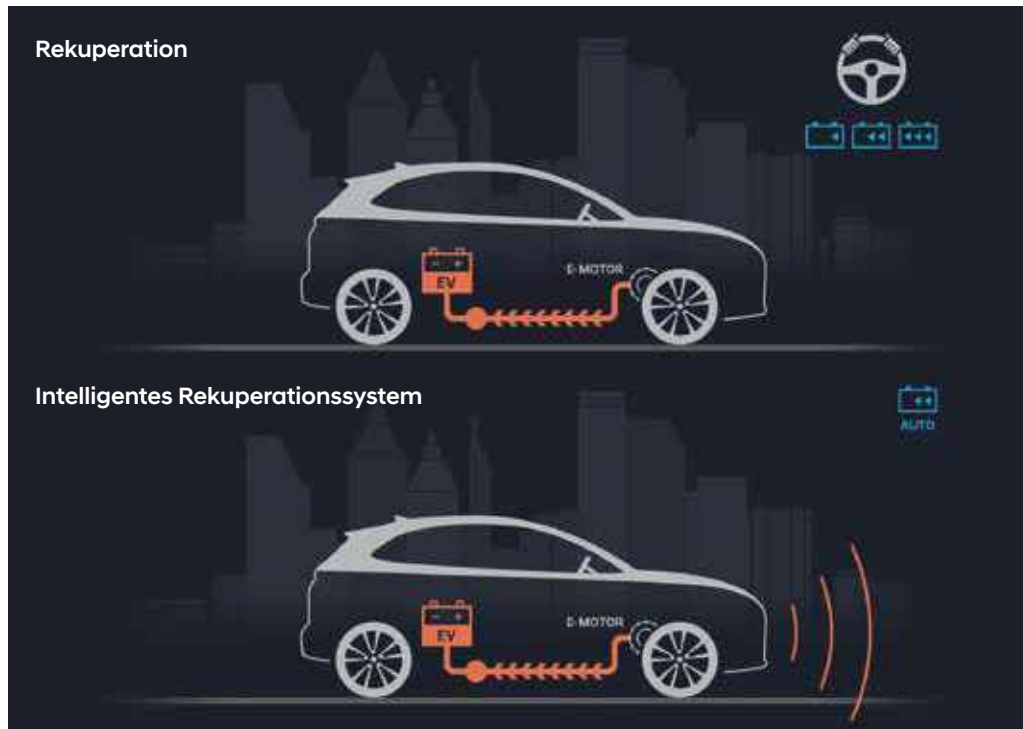 Rekuperation
- +
EV
E-MOTOR
Intelligentes Rekuperationssystem
AUTO
- +
EV
E-MOTOR